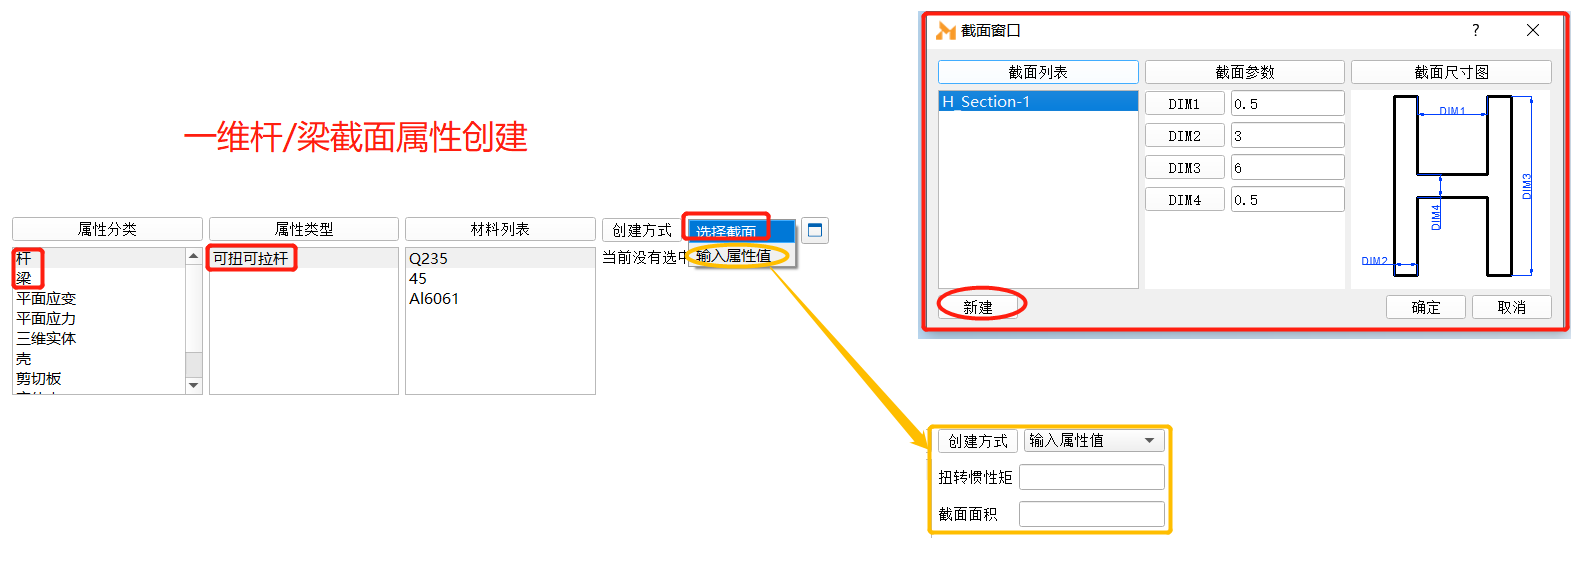 截面窗口
?
截面列表 截面参数 截面尺寸图
H_Section-1
DIM1 0.5
DIM2 3
DIM3 6
DIM4 0.5
DIM1
DIM3
DIM4
DIM2
新建
确定 取消
一维杆/梁截面属性创建
属性分类 属性类型 材料列表 创建方式 选择截面
杆 可扭可拉杆 Q235 当前没有选中 输入属性值
梁 45
平面应变 Al6061
平面应力
三维实体
壳
剪切板
创建方式 输入属性值
扭转惯性矩
截面面积